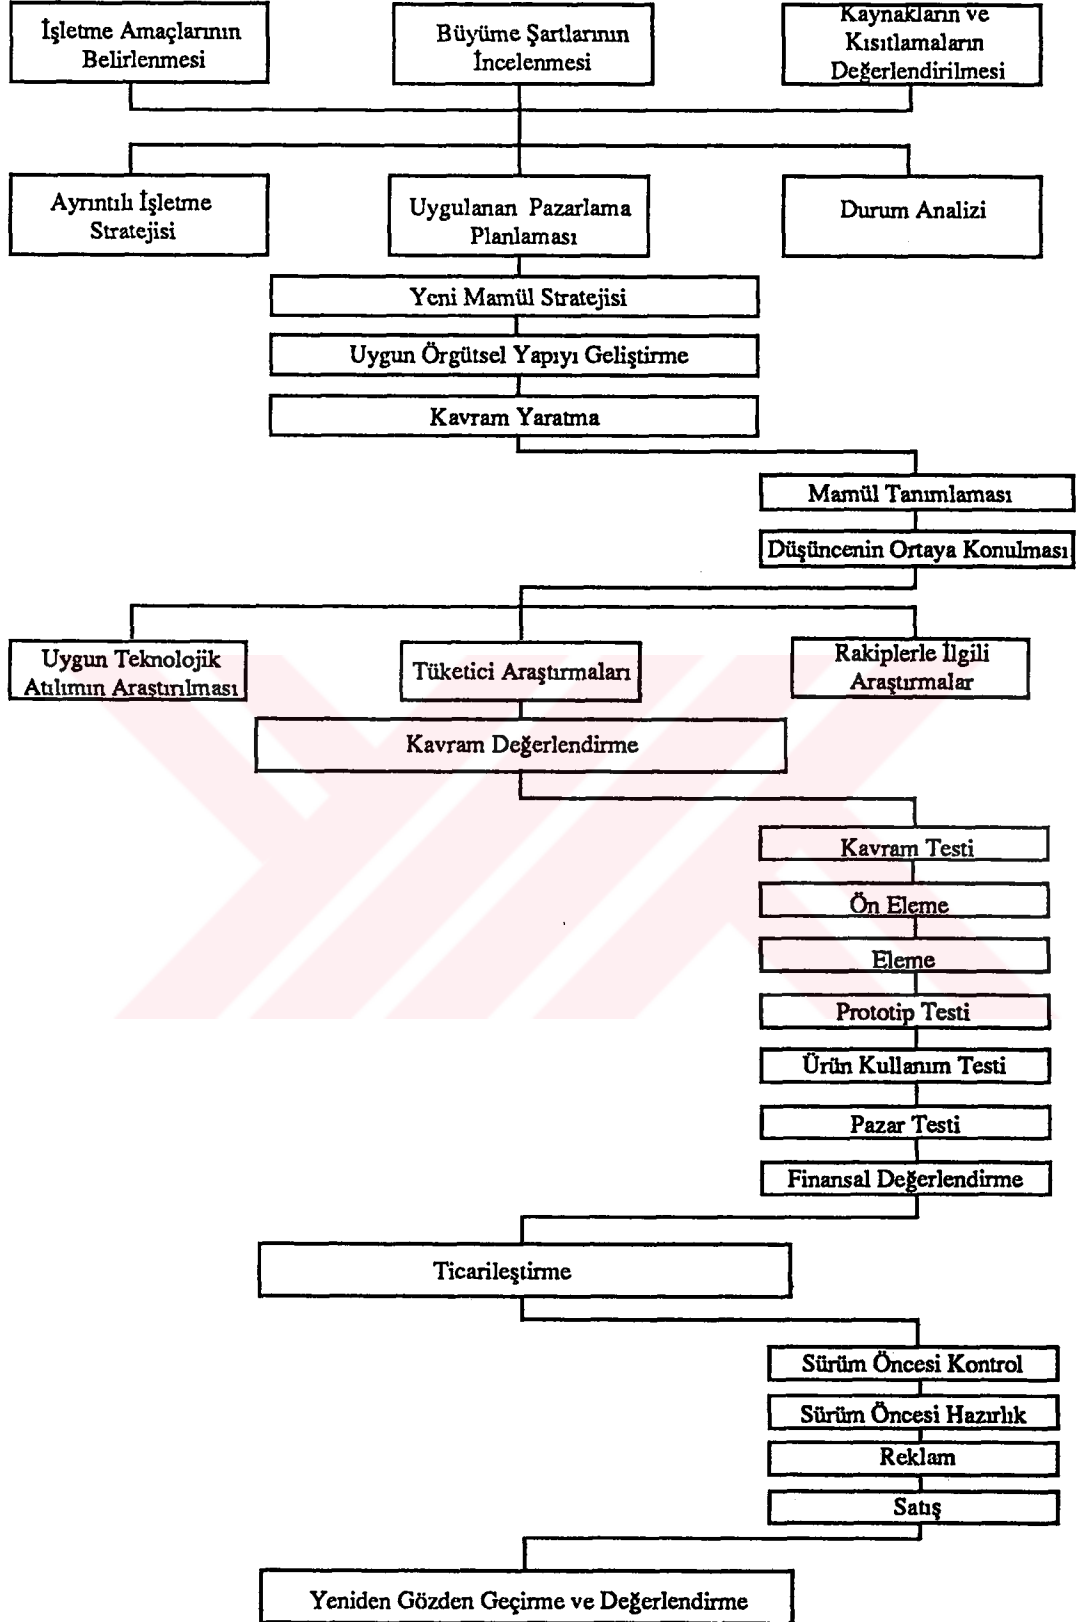 İşletme Amaçlarının
Belirlenmesi
Büyüme Şartlarının
İncelenmesi
Kaynakların ve
Kısıtlamaların
Değerlendirilmesi
Ayrıntılı İşletme
Stratejisi
Uygulanan Pazarlama
Planlaması
Durum Analizi
Yeni Mamül Stratejisi
Uygun Örgütsel Yapıyı Geliştirme
Kavram Yaratma
Mamül Tanımlaması
Düşüncenin Ortaya Konulması
Uygun Teknolojik
Atılımın Araştırılması
Tüketici Araştırmaları
Rakiplerle İlgili
Araştırmalar
Kavram Değerlendirme
Kavram Testi
Ön Eleme
Eleme
Prototip Testi
Ürün Kullanım Testi
Pazar Testi
Finansal Değerlendirme
Ticarileştirme
Sürüm Öncesi Kontrol
Sürüm Öncesi Hazırlık
Reklam
Satış
Yeniden Gözden Geçirme ve Değerlendirme